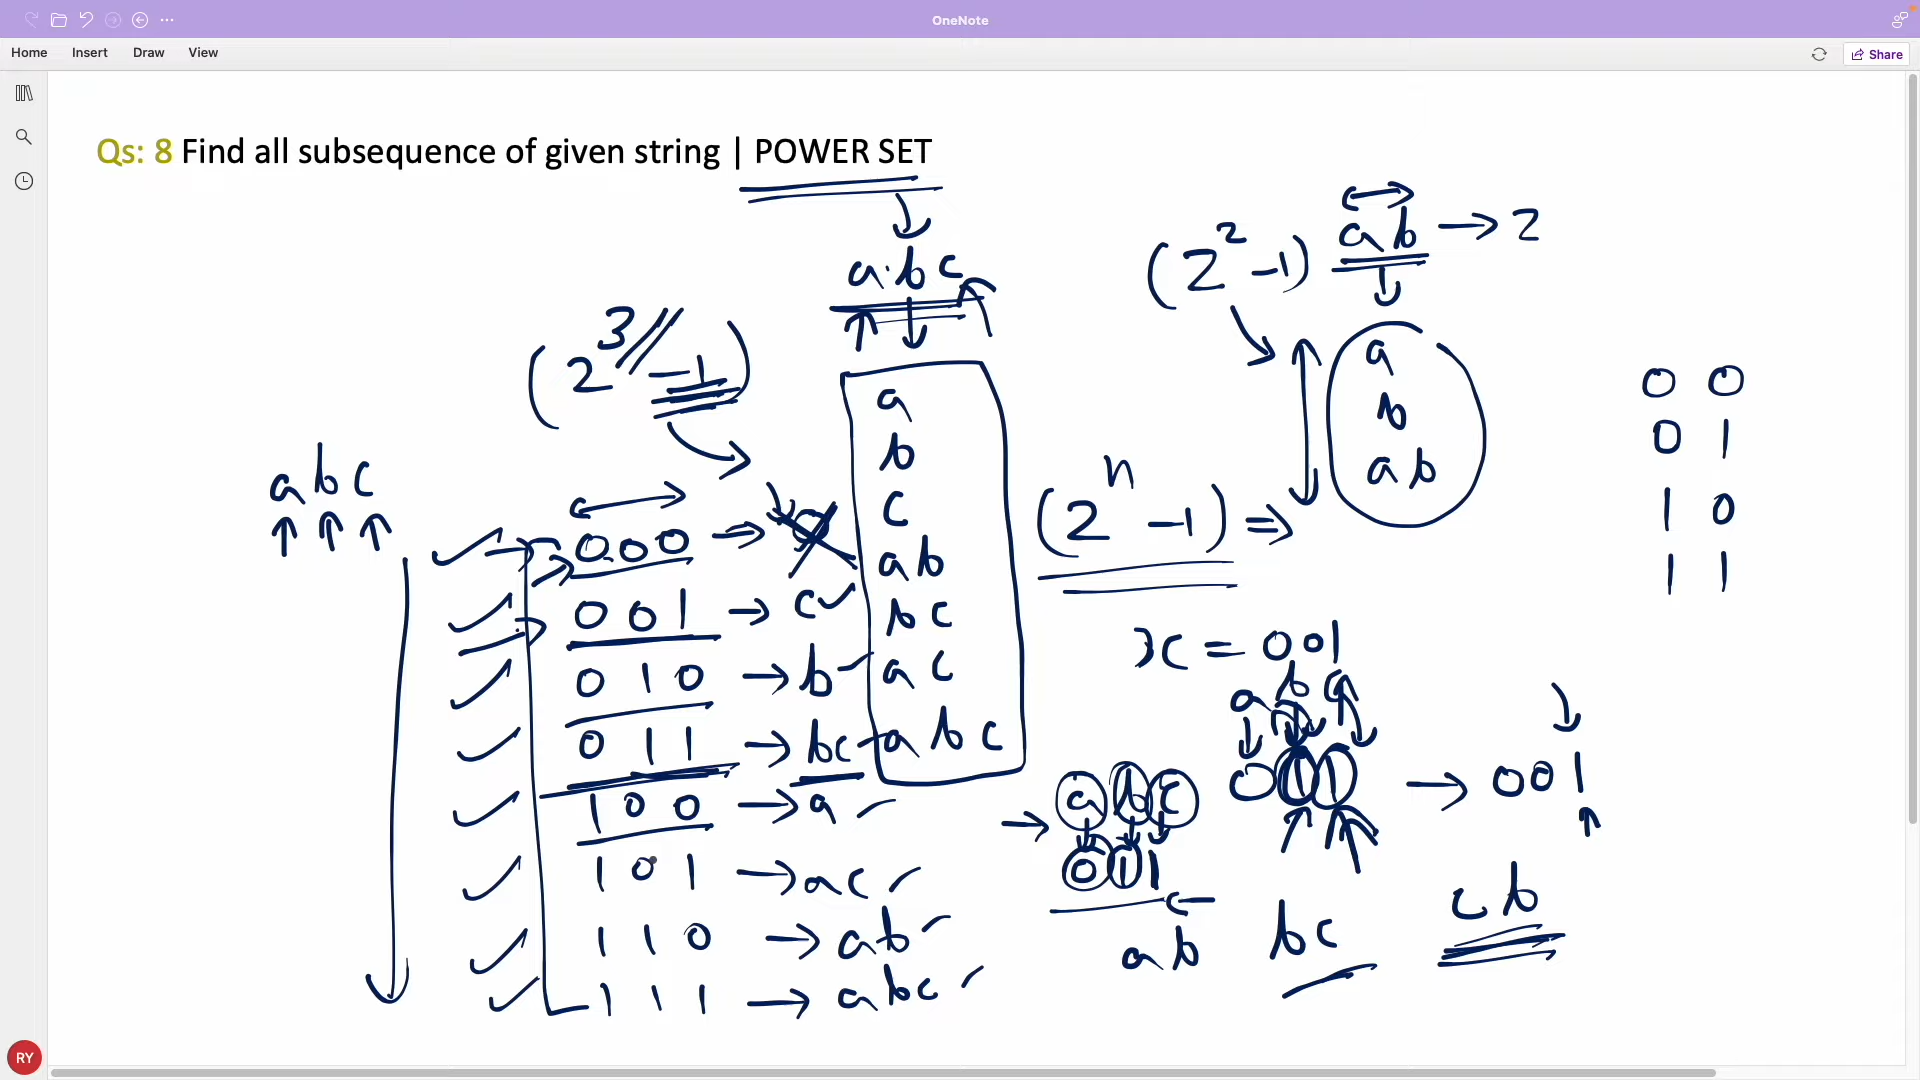 OneNote
Home Insert Draw View
Share
Qs: 8 Find all subsequence of given string | POWER SET
abc
(2^3 -1)
a
b
c
ab
bc
ac
abc
abc
000 →
001 → c
010 → b
011 → bc
100 → a
101 → ac
110 → ab
111 → abc
(2^2 -1) ab → 2
a
b
ab
(2^n -1) ⇒
0 0
0 1
1 0
1 1
x = 001
a b c
011 → 001
→ a b c
011
ab bc cb
RY